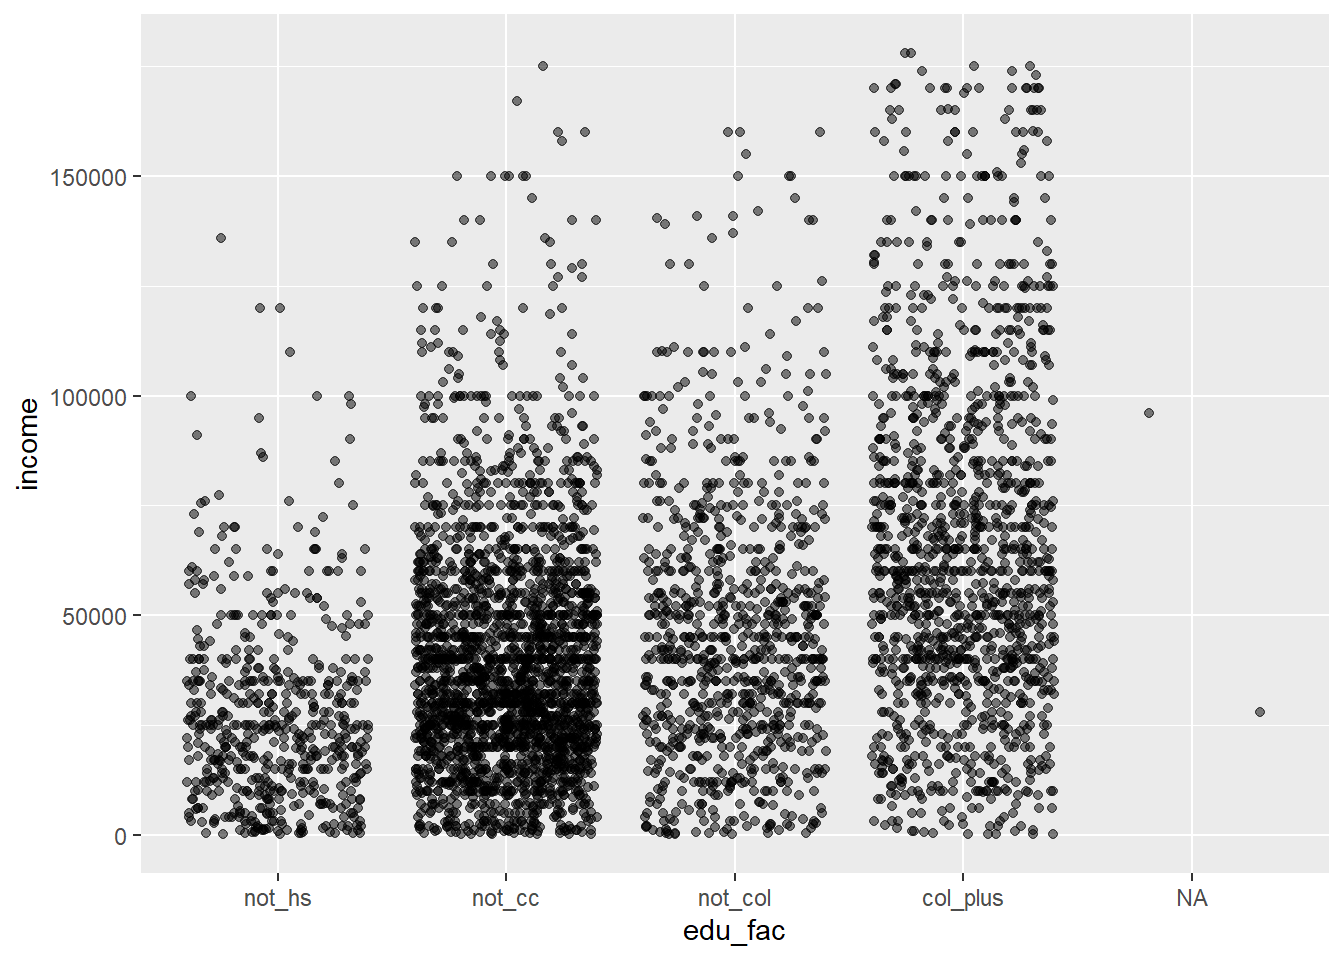 150000
100000
50000
0
income
not_hs
not_cc
not_col
col_plus
NA
edu_fac